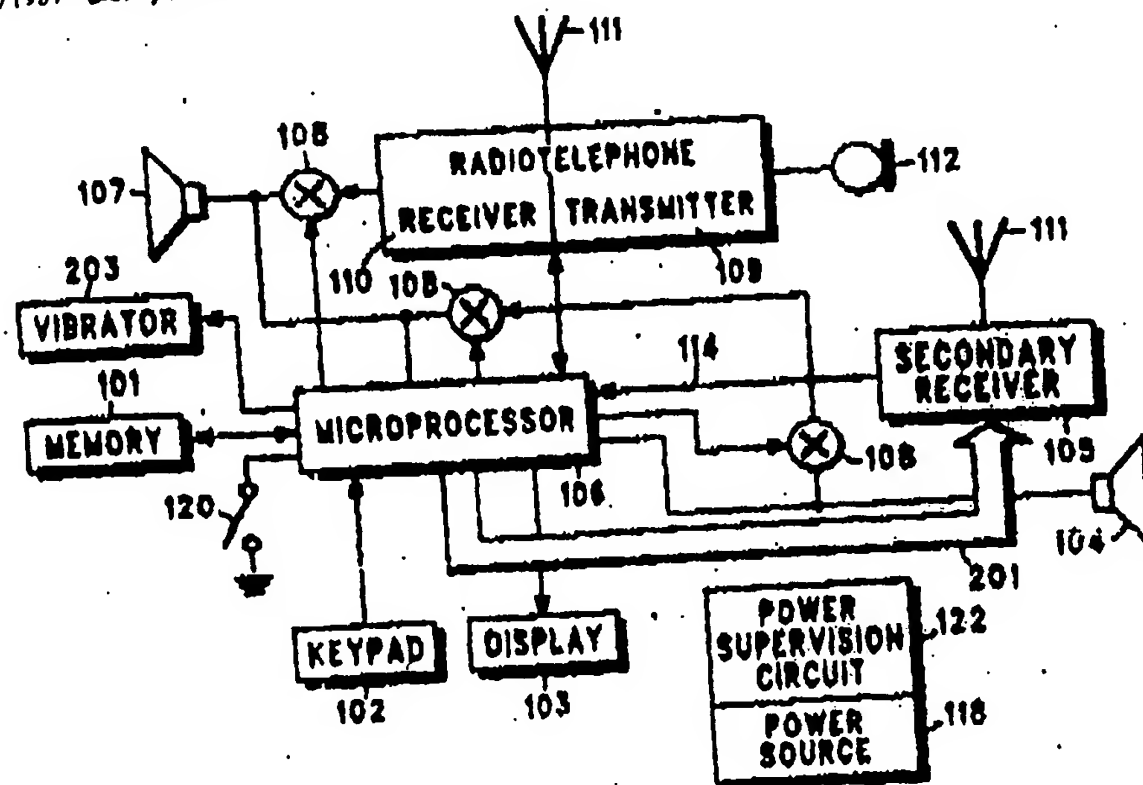 111
108
107
RADIOTELEPHONE
RECEIVER TRANSMITTER
112
110
109
111
203
VIBRATOR
108
114
SECONDARY
RECEIVER
101
MEMORY
MICROPROCESSOR
105
108
106
120
104
201
KEYPAD
DISPLAY
POWER
SUPERVISION
CIRCUIT
122
102
103
POWER
SOURCE
118